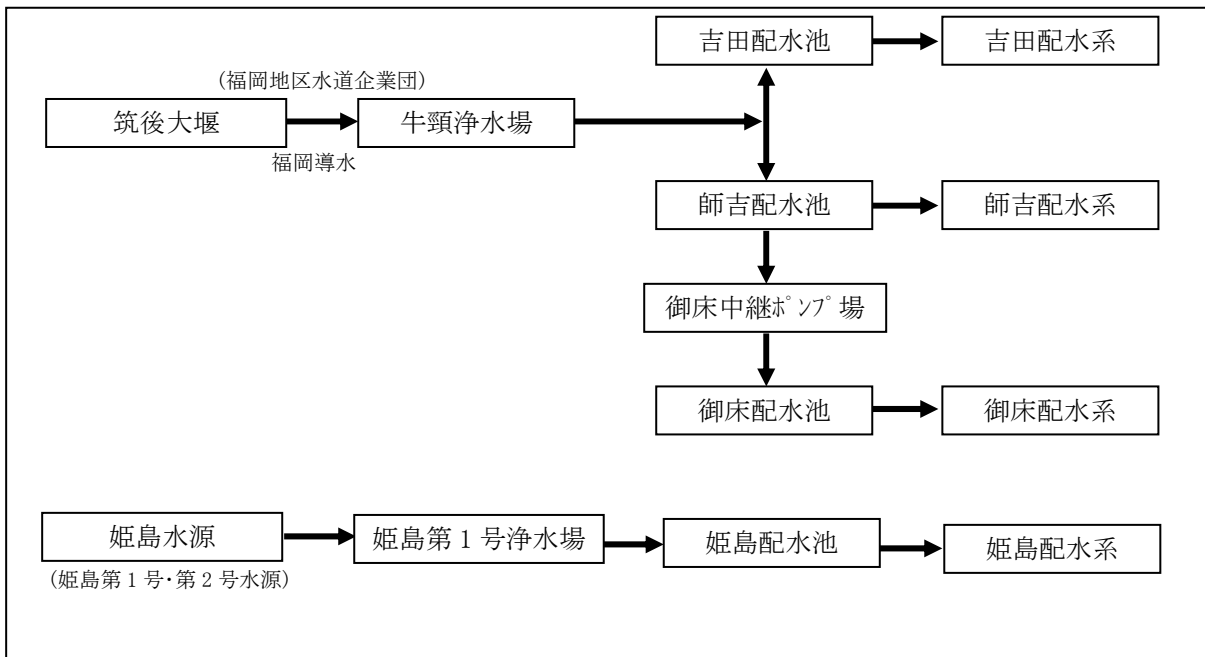 吉田配水池
吉田配水系
(福岡地区水道企業団)
筑後大堰
牛頸浄水場
福岡導水
師吉配水池
師吉配水系
御床中継ﾎﾟﾝﾌﾟ場
御床配水池
御床配水系
姫島水源
姫島第１号浄水場
姫島配水池
姫島配水系
(姫島第１号･第２号水源)